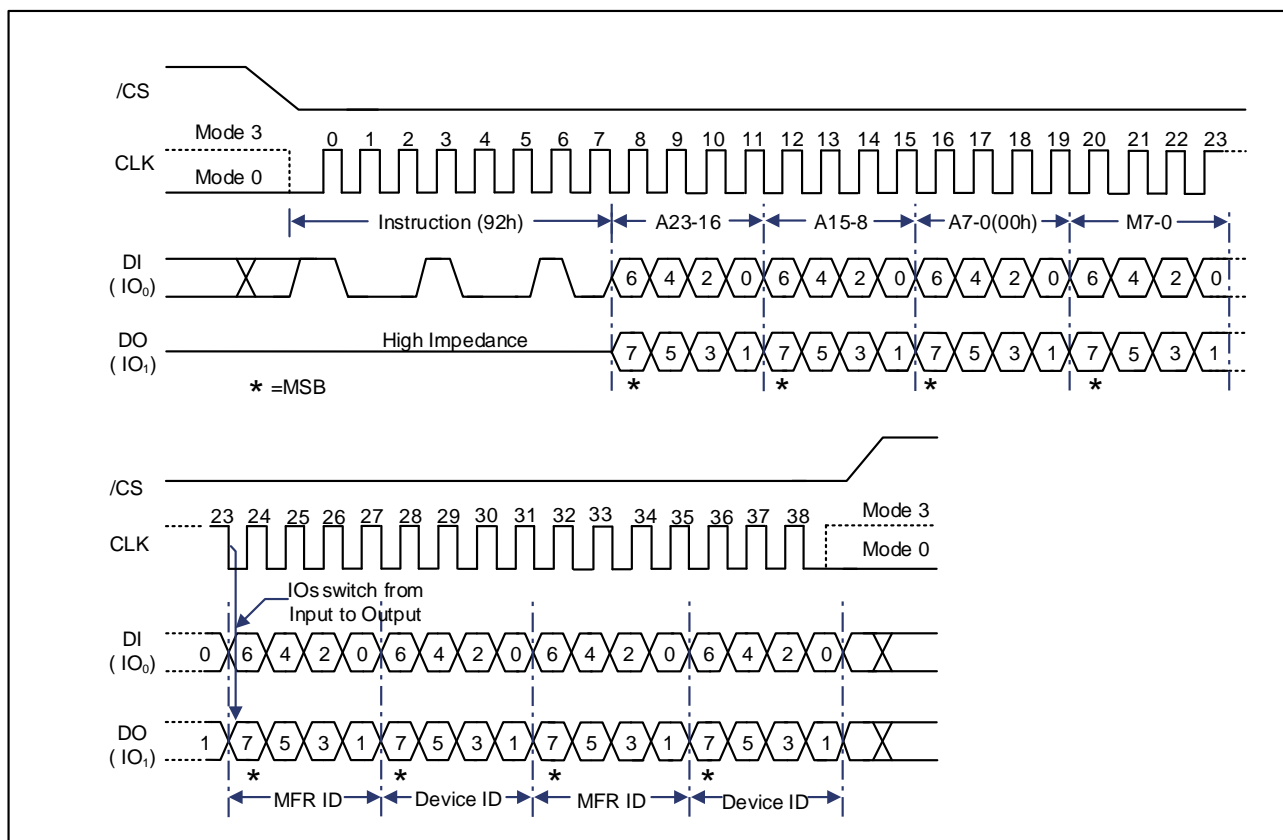 /CS
Mode 3
CLK
Mode 0
0 1 2 3 4 5 6 7 8 9 10 11 12 13 14 15 16 17 18 19 20 21 22 23
Instruction (92h) A23-16 A15-8 A7-0(00h) M7-0
DI
( IO₀)
6 4 2 0 6 4 2 0 6 4 2 0 6 4 2 0
DO
( IO₁)
High Impedance
7 5 3 1 7 5 3 1 7 5 3 1 7 5 3 1
* * * *
* =MSB
/CS
23 24 25 26 27 28 29 30 31 32 33 34 35 36 37 38
Mode 3
CLK
Mode 0
IOs switch from
Input to Output
DI
( IO₀)
0 6 4 2 0 6 4 2 0 6 4 2 0 6 4 2 0
DO
( IO₁)
1 7 5 3 1 7 5 3 1 7 5 3 1 7 5 3 1
* * * *
MFR ID Device ID MFR ID Device ID